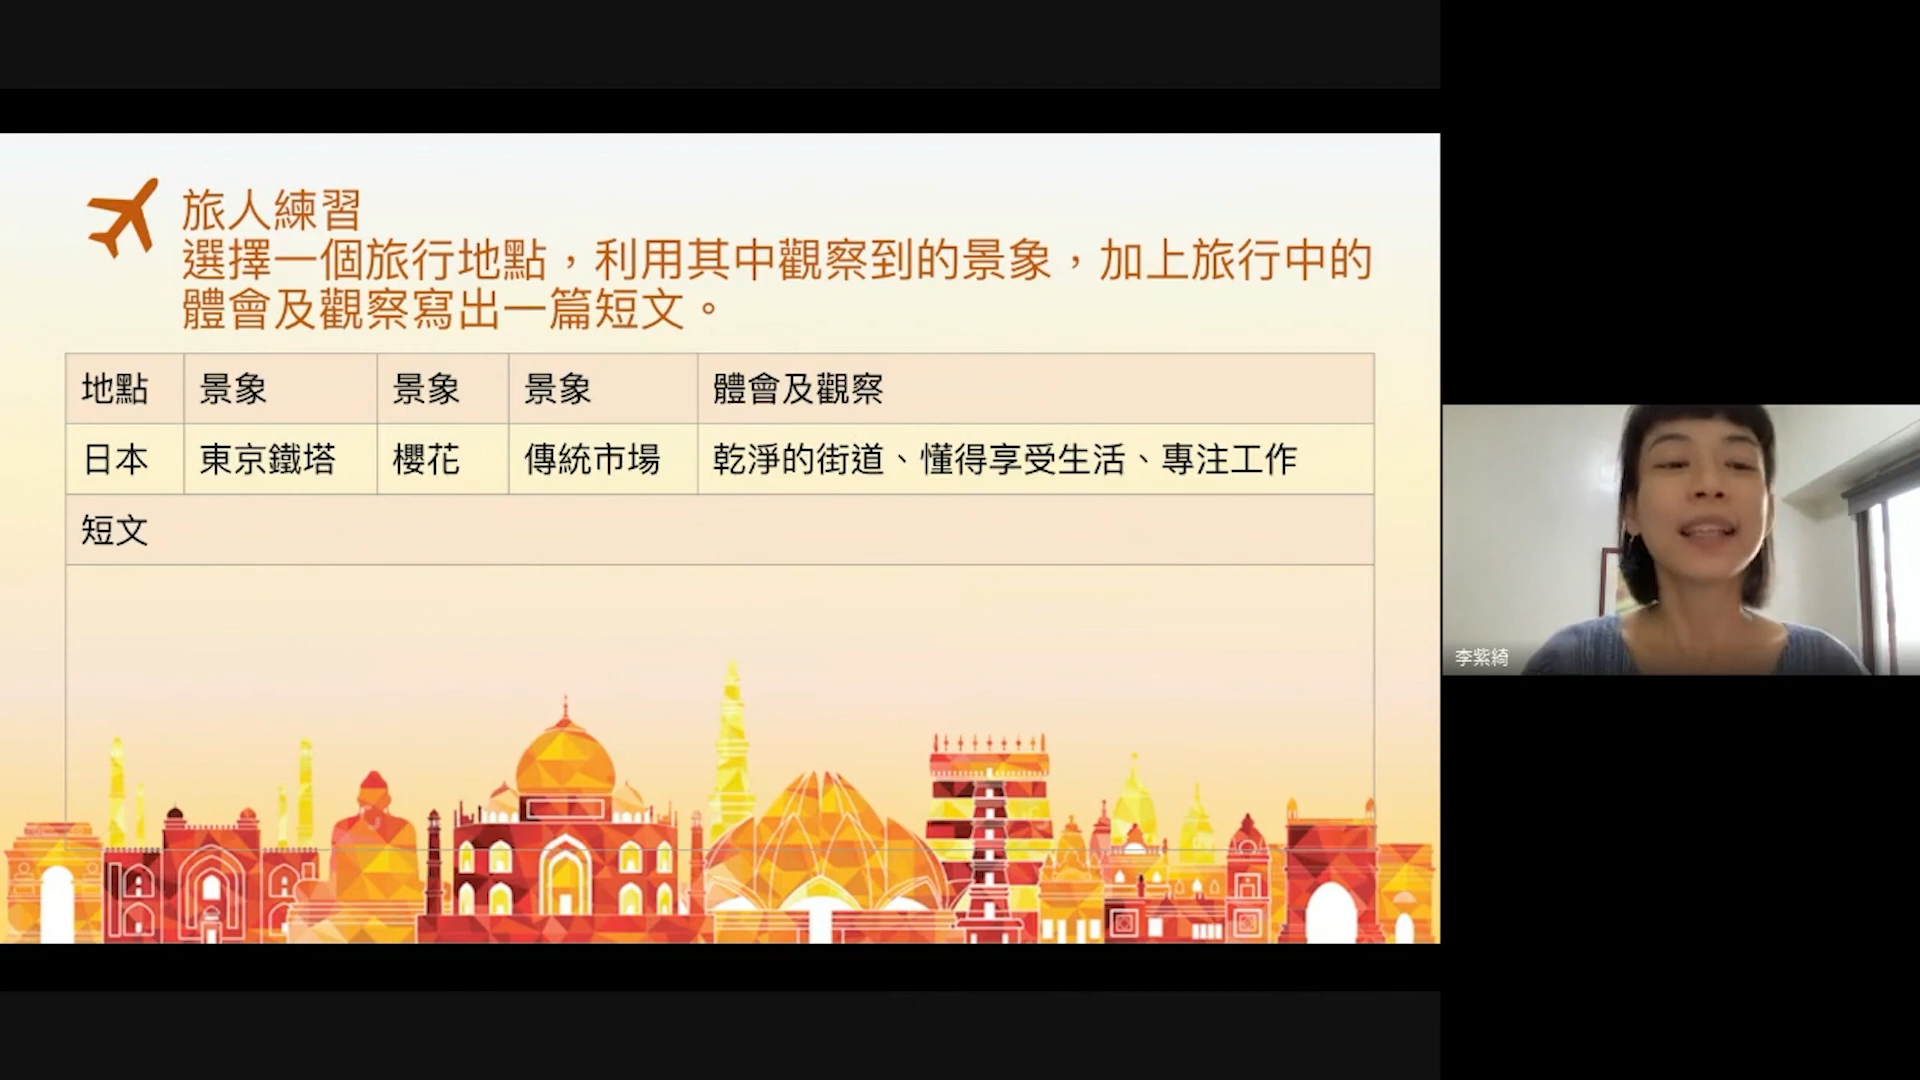 旅人練習
選擇一個旅行地點，利用其中觀察到的景象，加上旅行中的
體會及觀察寫出一篇短文。
地點 景象 景象 景象 體會及觀察
日本 東京鐵塔 櫻花 傳統市場 乾淨的街道、懂得享受生活、專注工作
短文
李紫綺